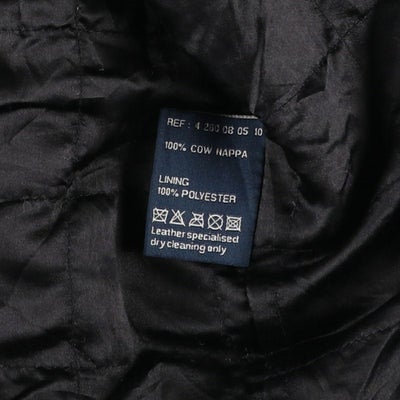 REF: 4 280 08 05 10
100% COW NAPPA
LINING
100% POLYESTER
Leather specialised
dry cleaning only